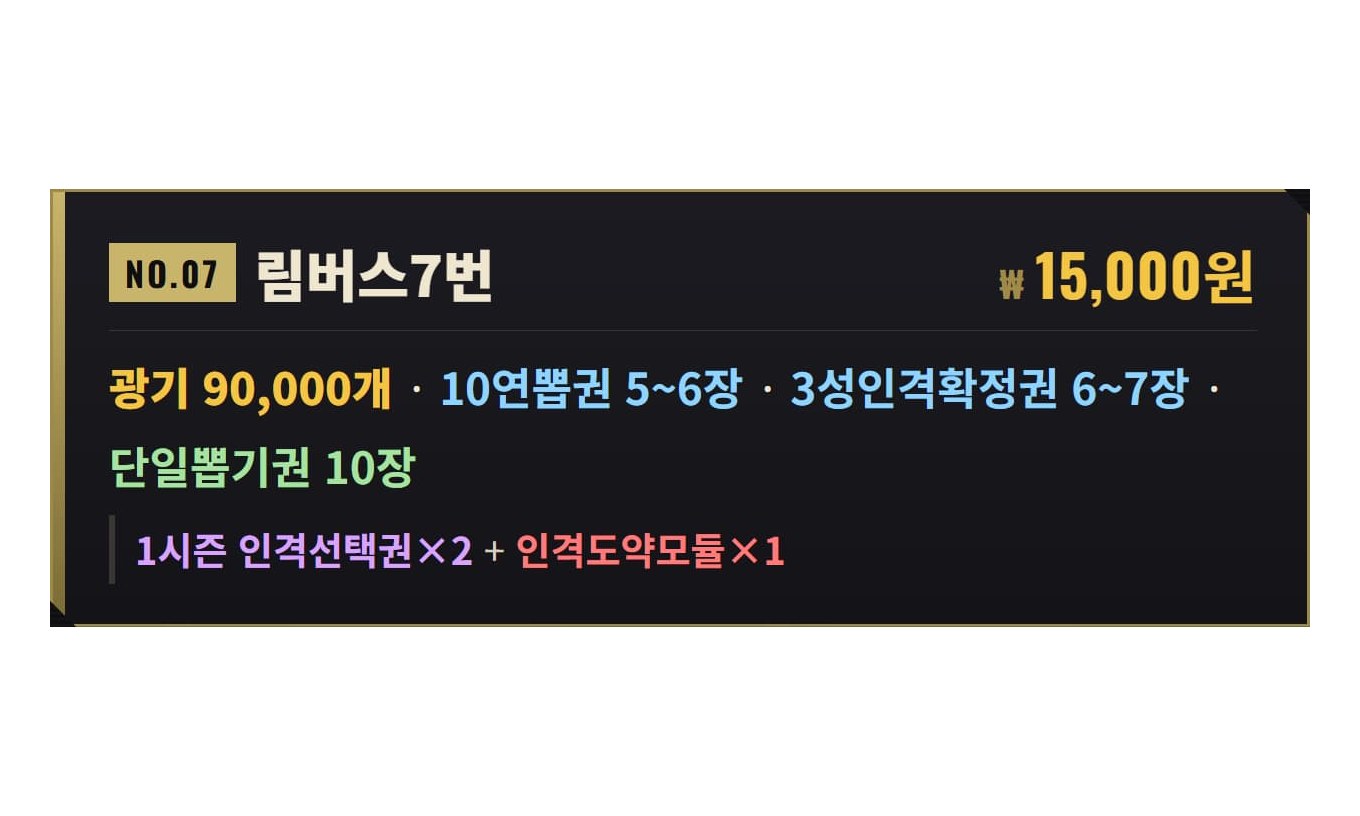 NO.07 림버스7번 ₩ 15,000원
광기 90,000개 · 10연뽑권 5~6장 · 3성인격확정권 6~7장 ·
단일뽑기권 10장
1시즌 인격선택권×2 + 인격도약모듈×1